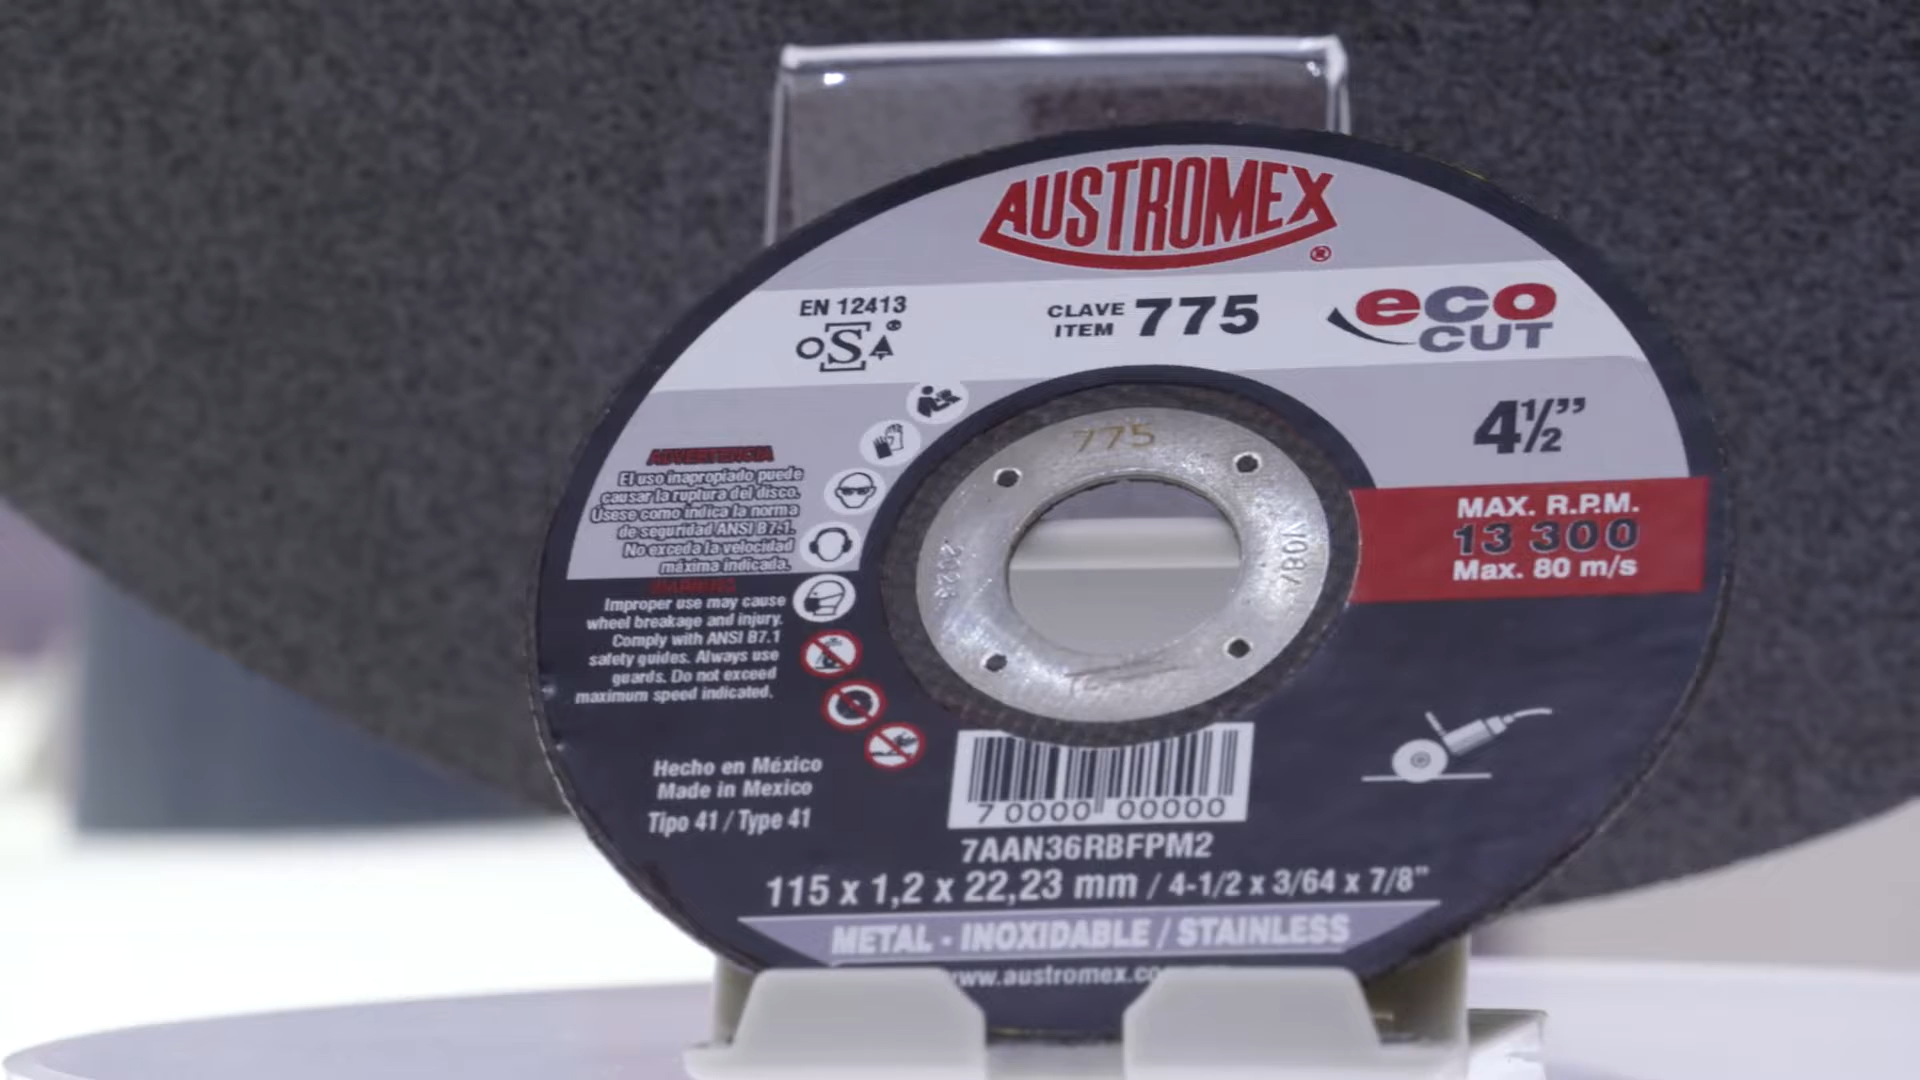 AUSTROMEX
EN 12413
oSA
CLAVE
ITEM 775
eco
CUT
4½”
775
ADVERTENCIA
El uso inapropiado puede
causar la ruptura del disco.
Úsese como indica la norma
de seguridad ANSI B7.1.
No exceda la velocidad
máxima indicada.
MAX. R.P.M.
13 300
Max. 80 m/s
WARNING
Improper use may cause
wheel breakage and injury.
Comply with ANSI B7.1
safety guides. Always use
guards. Do not exceed
maximum speed indicated.
Hecho en México
Made in Mexico
Tipo 41 / Type 41
7 0000 00000
7AAN36RBFPM2
115 x 1,2 x 22,23 mm / 4-1/2 x 3/64 x 7/8”
METAL - INOXIDABLE / STAINLESS
www.austromex.co